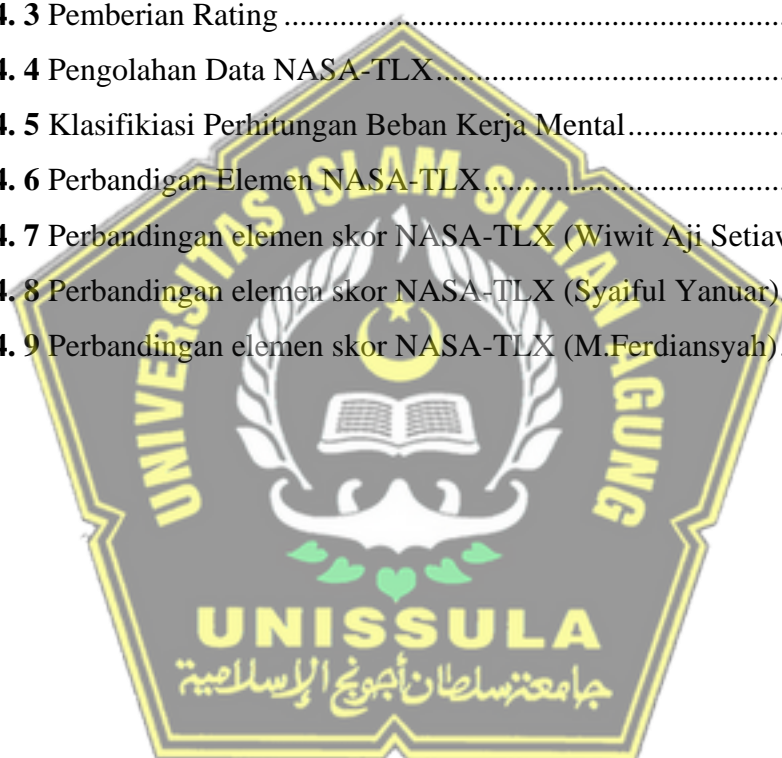 4. 3 Pemberian Rating ....................................................................
4. 4 Pengolahan Data NASA-TLX..............................................
4. 5 Klasifikiasi Perhitungan Beban Kerja Mental....................
4. 6 Perbandigan Elemen NASA-TLX.......................................
4. 7 Perbandingan elemen skor NASA-TLX (Wiwit Aji Setiaw
4. 8 Perbandingan elemen skor NASA-TLX (Syaiful Yanuar).
4. 9 Perbandingan elemen skor NASA-TLX (M.Ferdiansyah).
UNIVERSITAS ISLAM SULTAN AGUNG
UNISSULA
جامعة سلطان أجونج الإسلامية